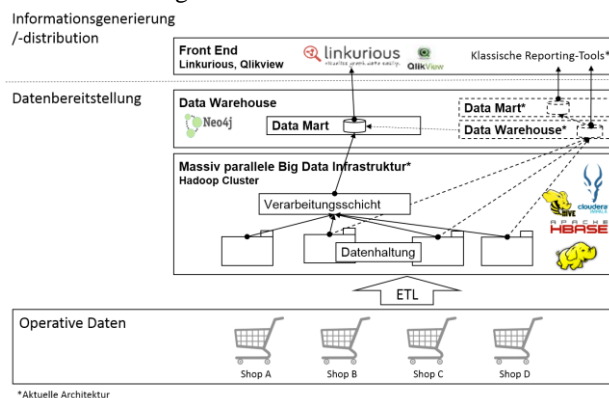 Informationsgenerierung
/-distribution
Front End
Linkurious, Qlikview
linkurious
QlikView
Klassische Reporting-Tools*
Datenbereitstellung
Data Warehouse
Neo4j
Data Mart
Data Mart*
Data Warehouse*
Massiv parallele Big Data Infrastruktur*
Hadoop Cluster
Verarbeitungsschicht
Datenhaltung
cloudera
IMPALA
HIVE
APACHE
HBASE
ETL
Operative Daten
Shop A
Shop B
Shop C
Shop D
*Aktuelle Architektur